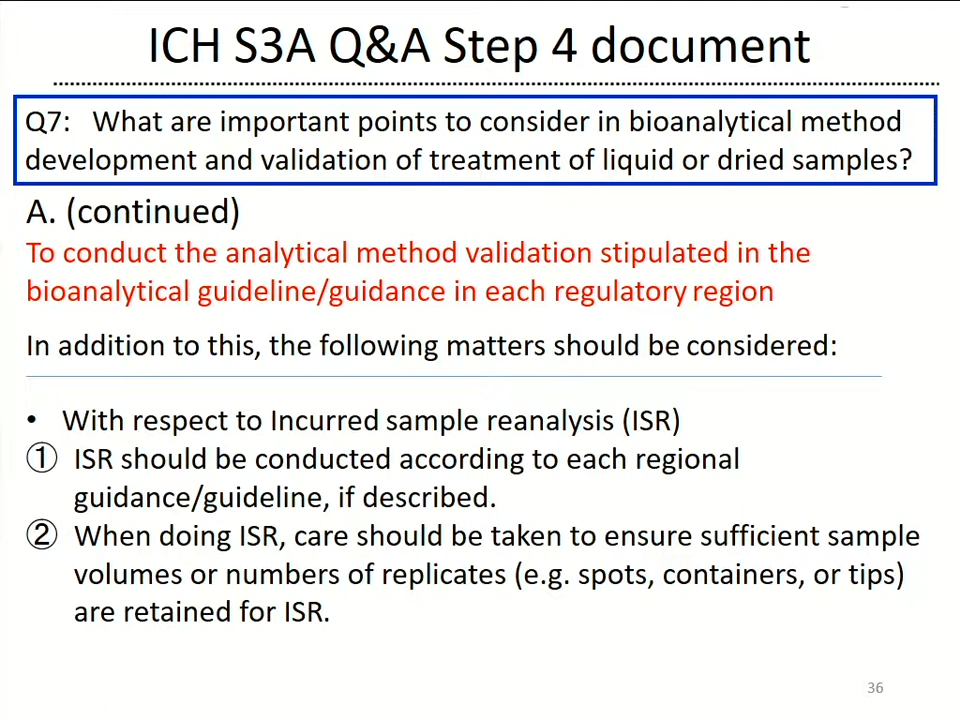 ICH S3A Q&A Step 4 document
Q7: What are important points to consider in bioanalytical method
development and validation of treatment of liquid or dried samples?
A. (continued)
To conduct the analytical method validation stipulated in the
bioanalytical guideline/guidance in each regulatory region
In addition to this, the following matters should be considered:
• With respect to Incurred sample reanalysis (ISR)
① ISR should be conducted according to each regional
guidance/guideline, if described.
② When doing ISR, care should be taken to ensure sufficient sample
volumes or numbers of replicates (e.g. spots, containers, or tips)
are retained for ISR.
36